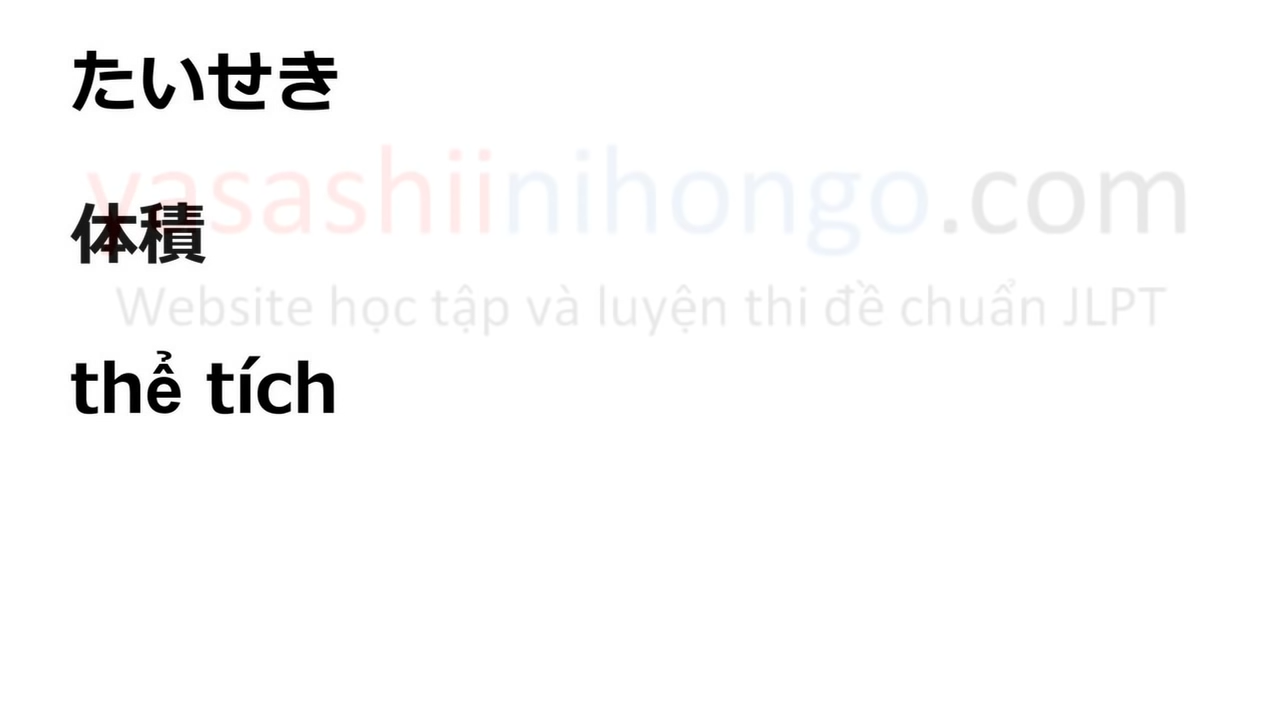 たいせき
yasashiinihongo.com
体積
Website học tập và luyện thi đề chuẩn JLPT
thể tích